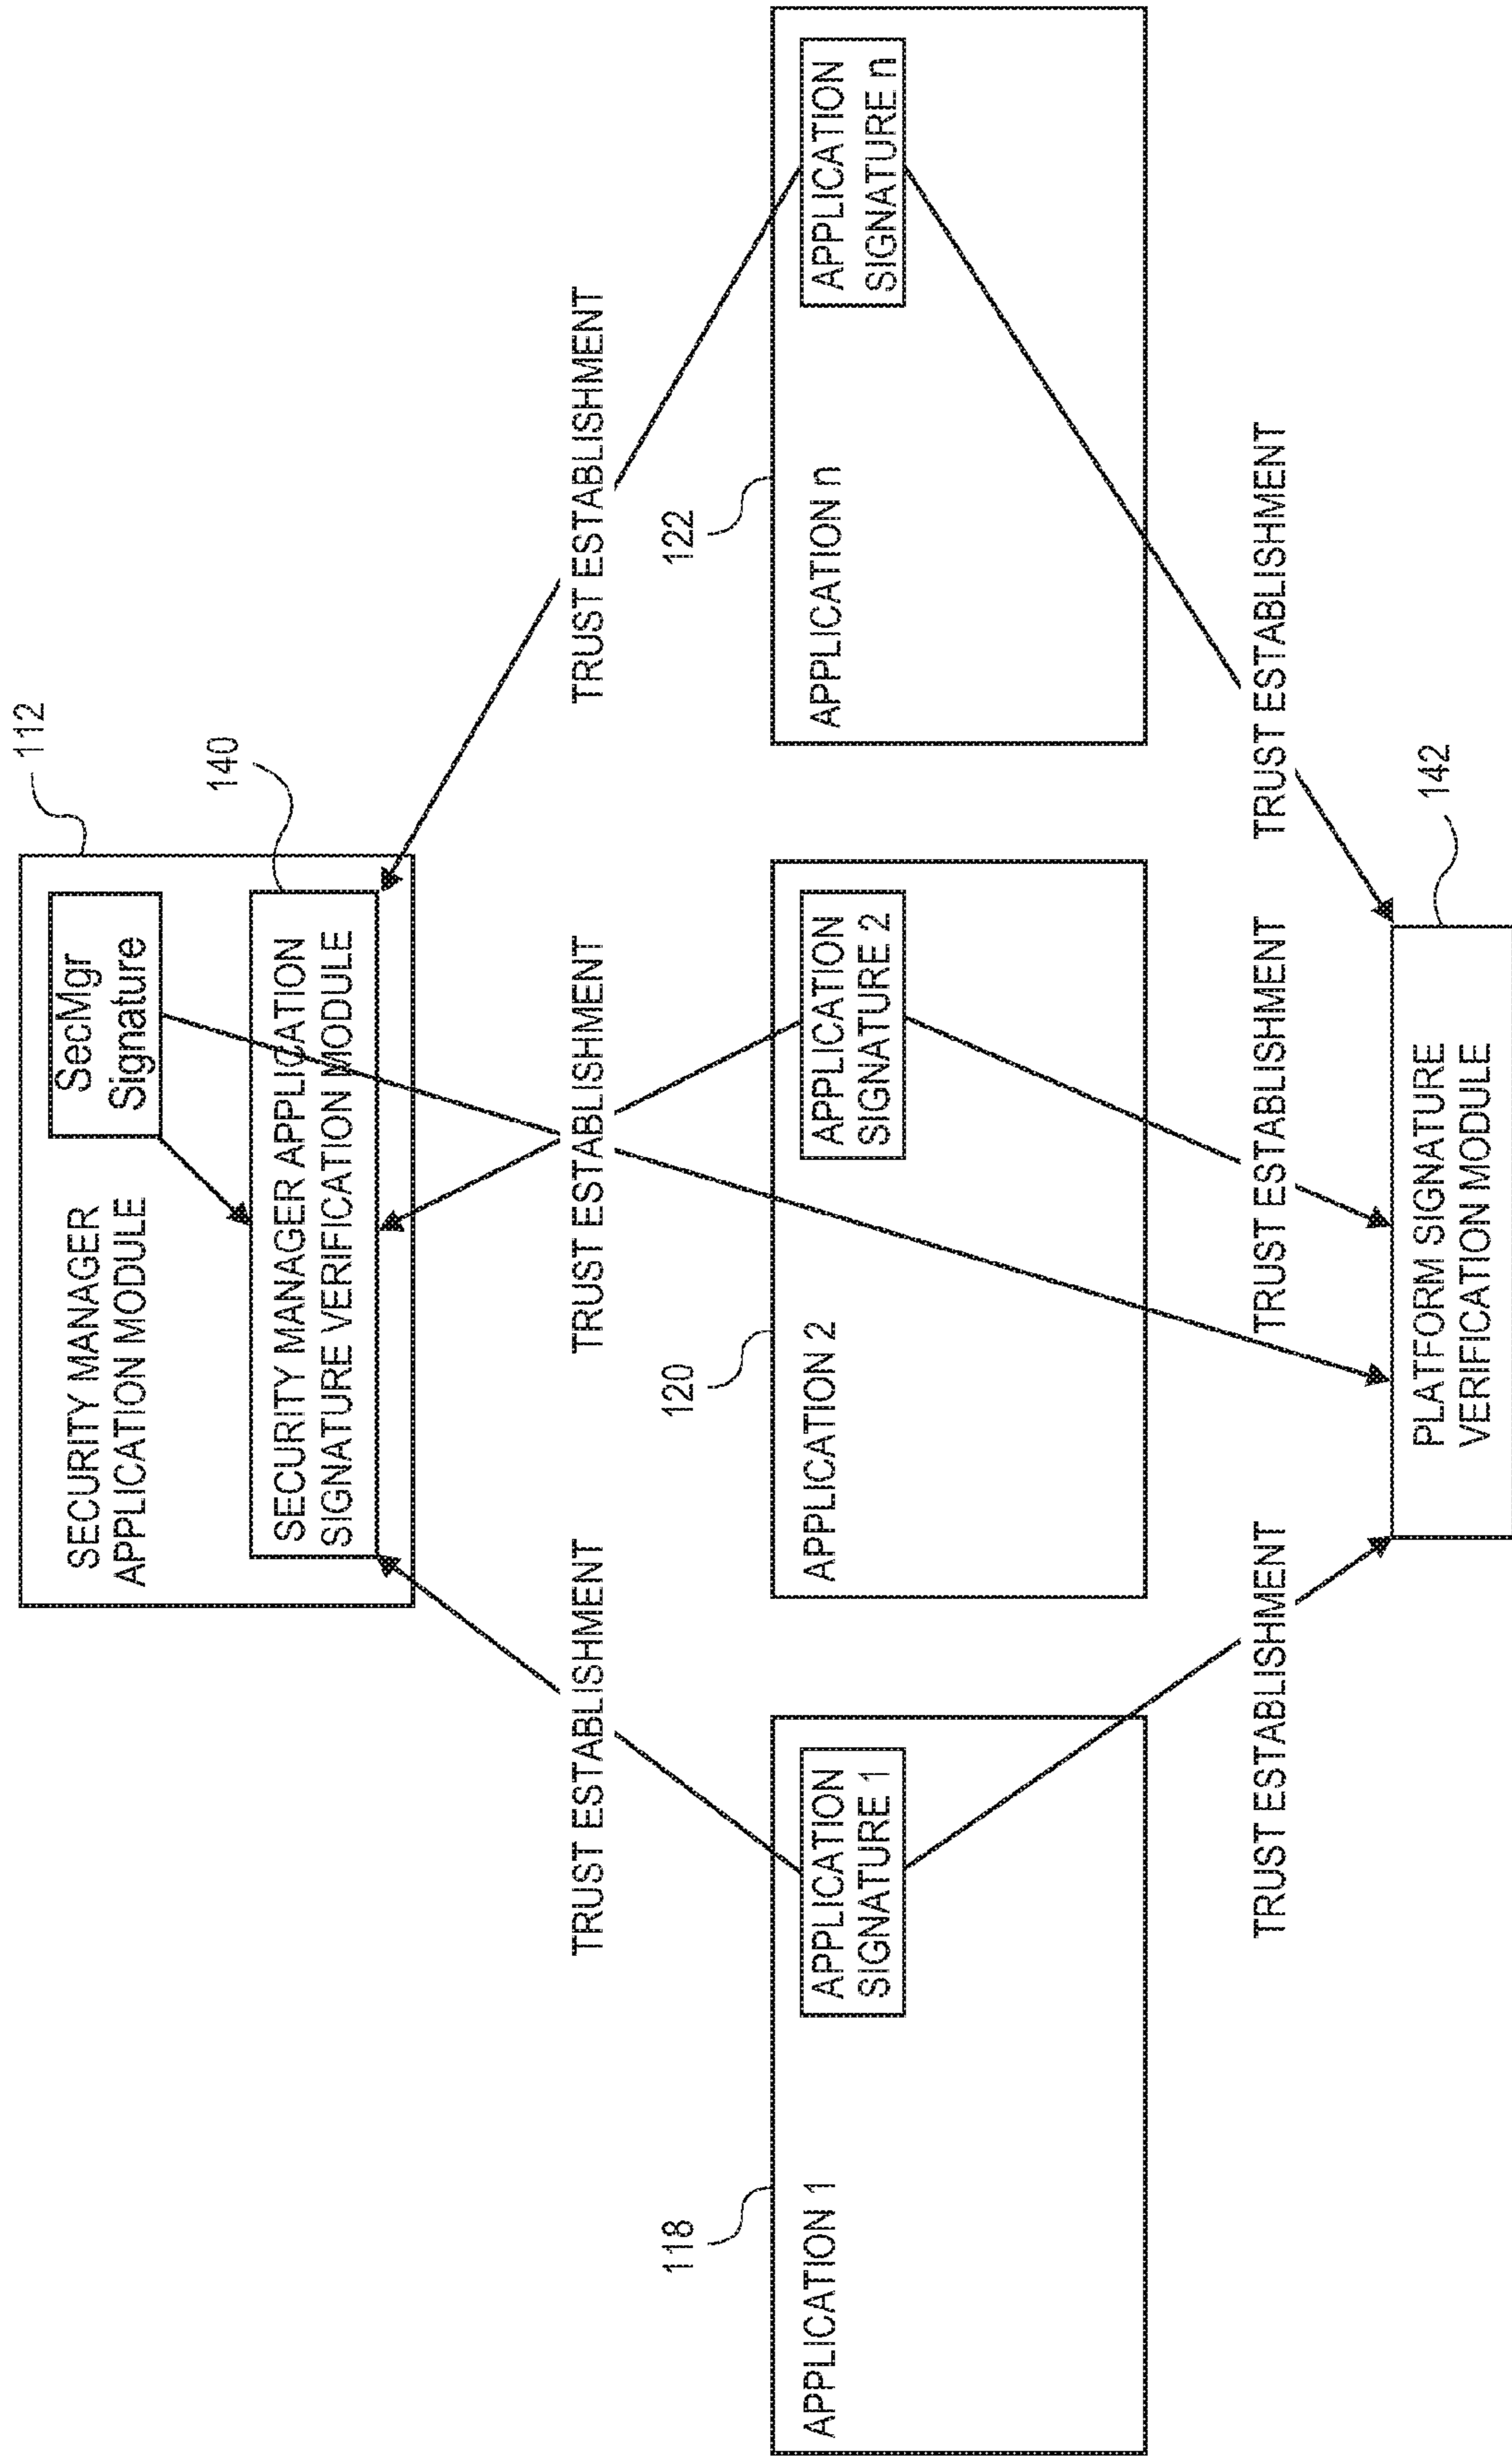 112
SECURITY MANAGER
APPLICATION MODULE
SecMgr
Signature
140
SECURITY MANAGER APPLICATION
SIGNATURE VERIFICATION MODULE
TRUST ESTABLISHMENT
TRUST ESTABLISHMENT
TRUST ESTABLISHMENT
118
120
122
APPLICATION 1
APPLICATION
SIGNATURE 1
APPLICATION 2
APPLICATION
SIGNATURE 2
APPLICATION n
APPLICATION
SIGNATURE n
TRUST ESTABLISHMENT
TRUST ESTABLISHMENT
TRUST ESTABLISHMENT
142
PLATFORM SIGNATURE
VERIFICATION MODULE